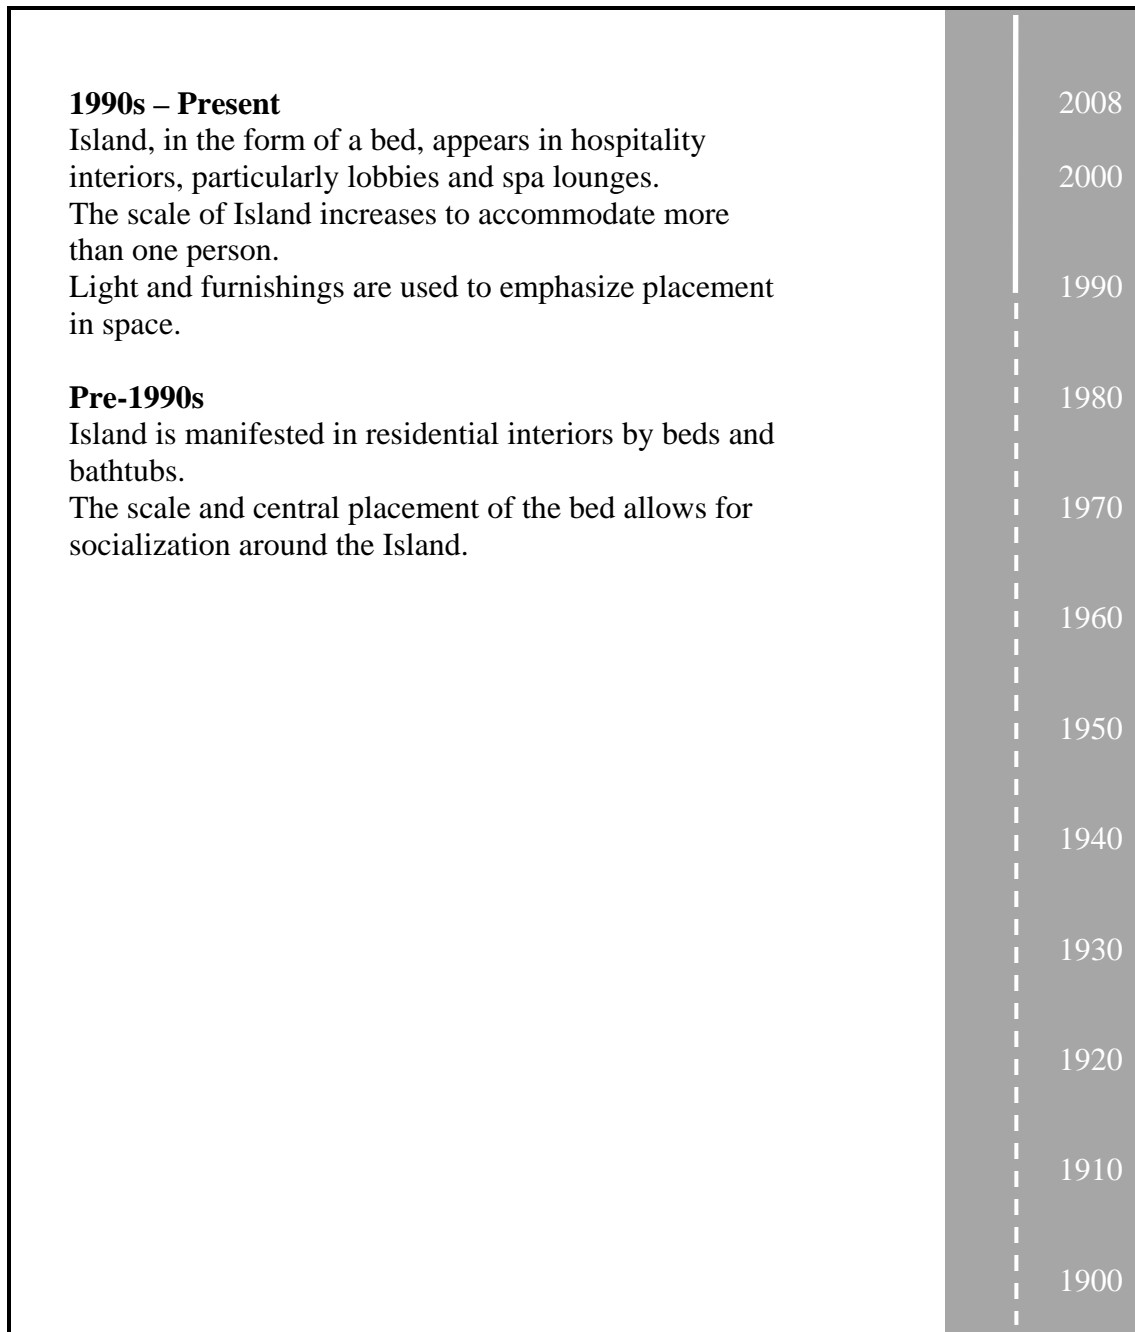 1990s – Present
Island, in the form of a bed, appears in hospitality
interiors, particularly lobbies and spa lounges.
The scale of Island increases to accommodate more
than one person.
Light and furnishings are used to emphasize placement
in space.
Pre-1990s
Island is manifested in residential interiors by beds and
bathtubs.
The scale and central placement of the bed allows for
socialization around the Island.
2008
2000
1990
1980
1970
1960
1950
1940
1930
1920
1910
1900